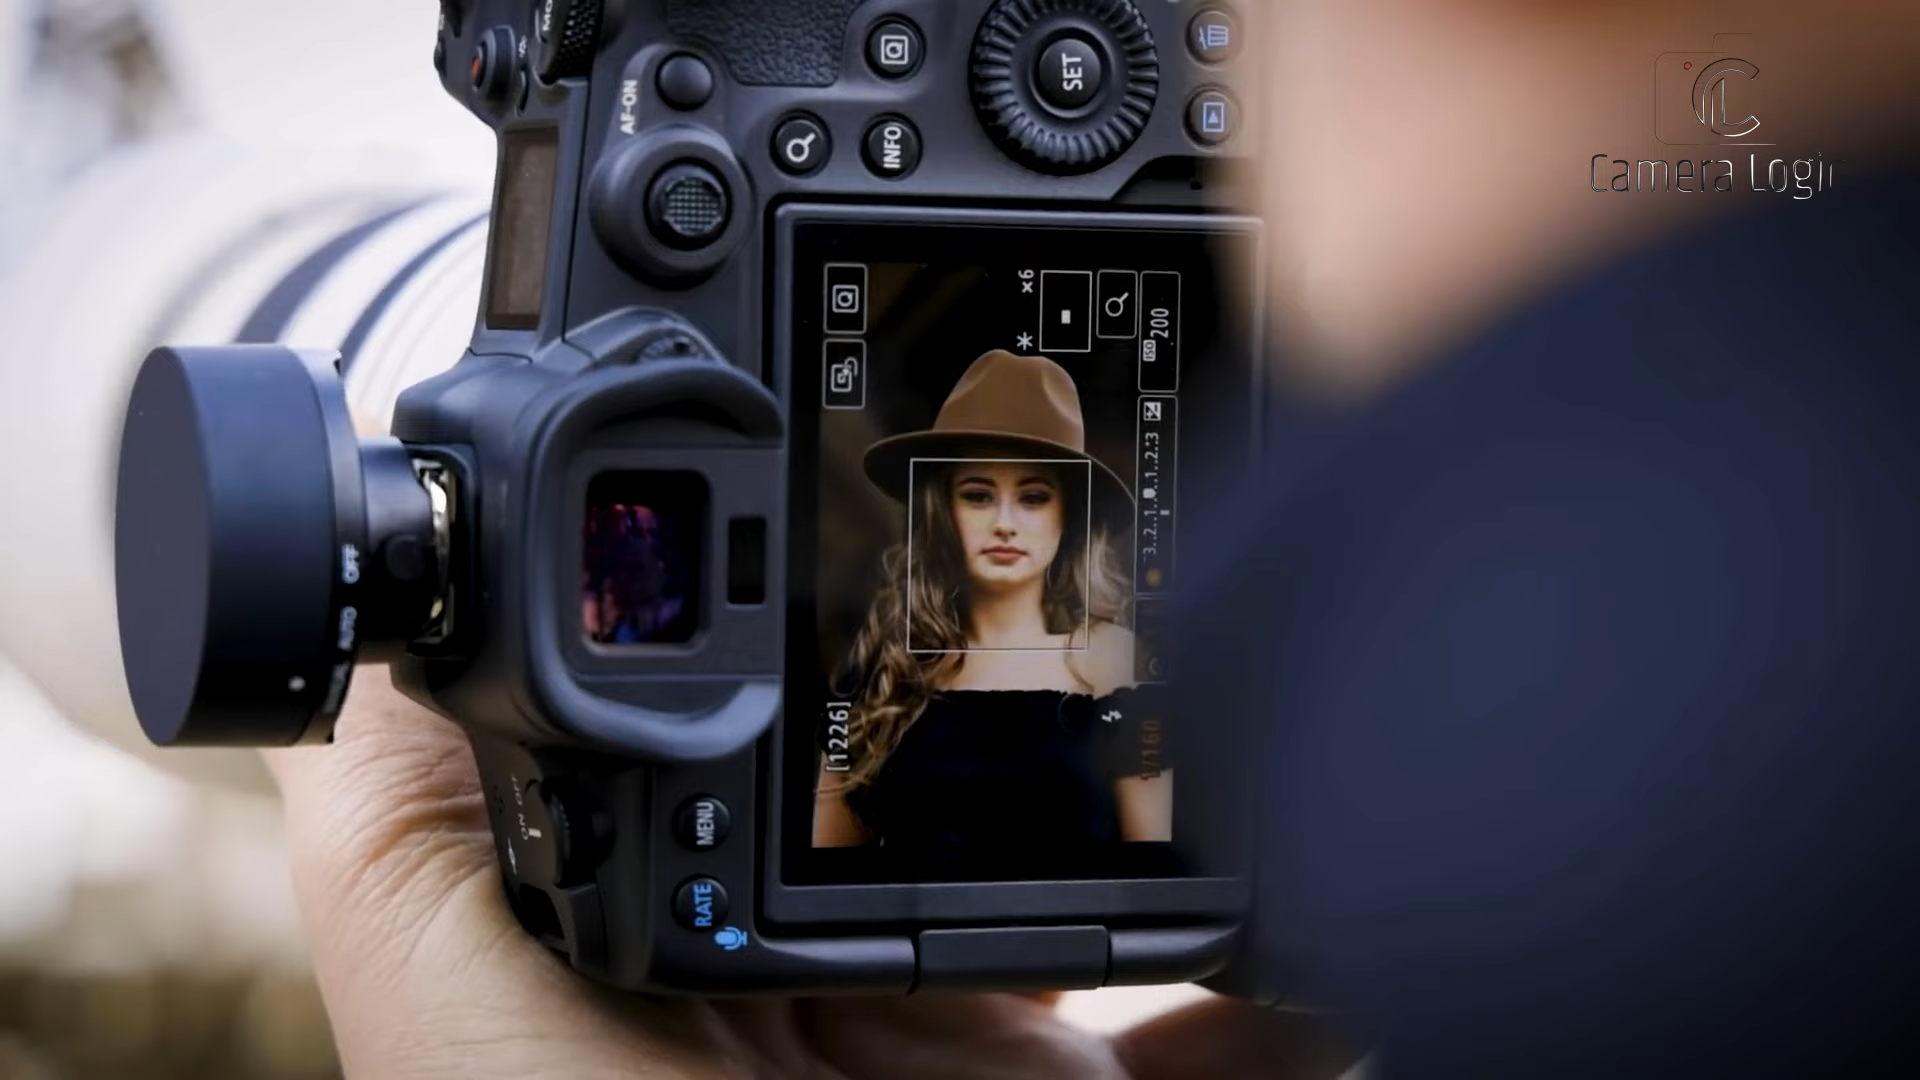 Camera Logic
AF-ON
Q
SET
INFO
Q
×6
*
ISO 200
3..2..1..0..1..2..3
[1226]
1/160
OFF
AUTO
ON OFF
MENU
RATE